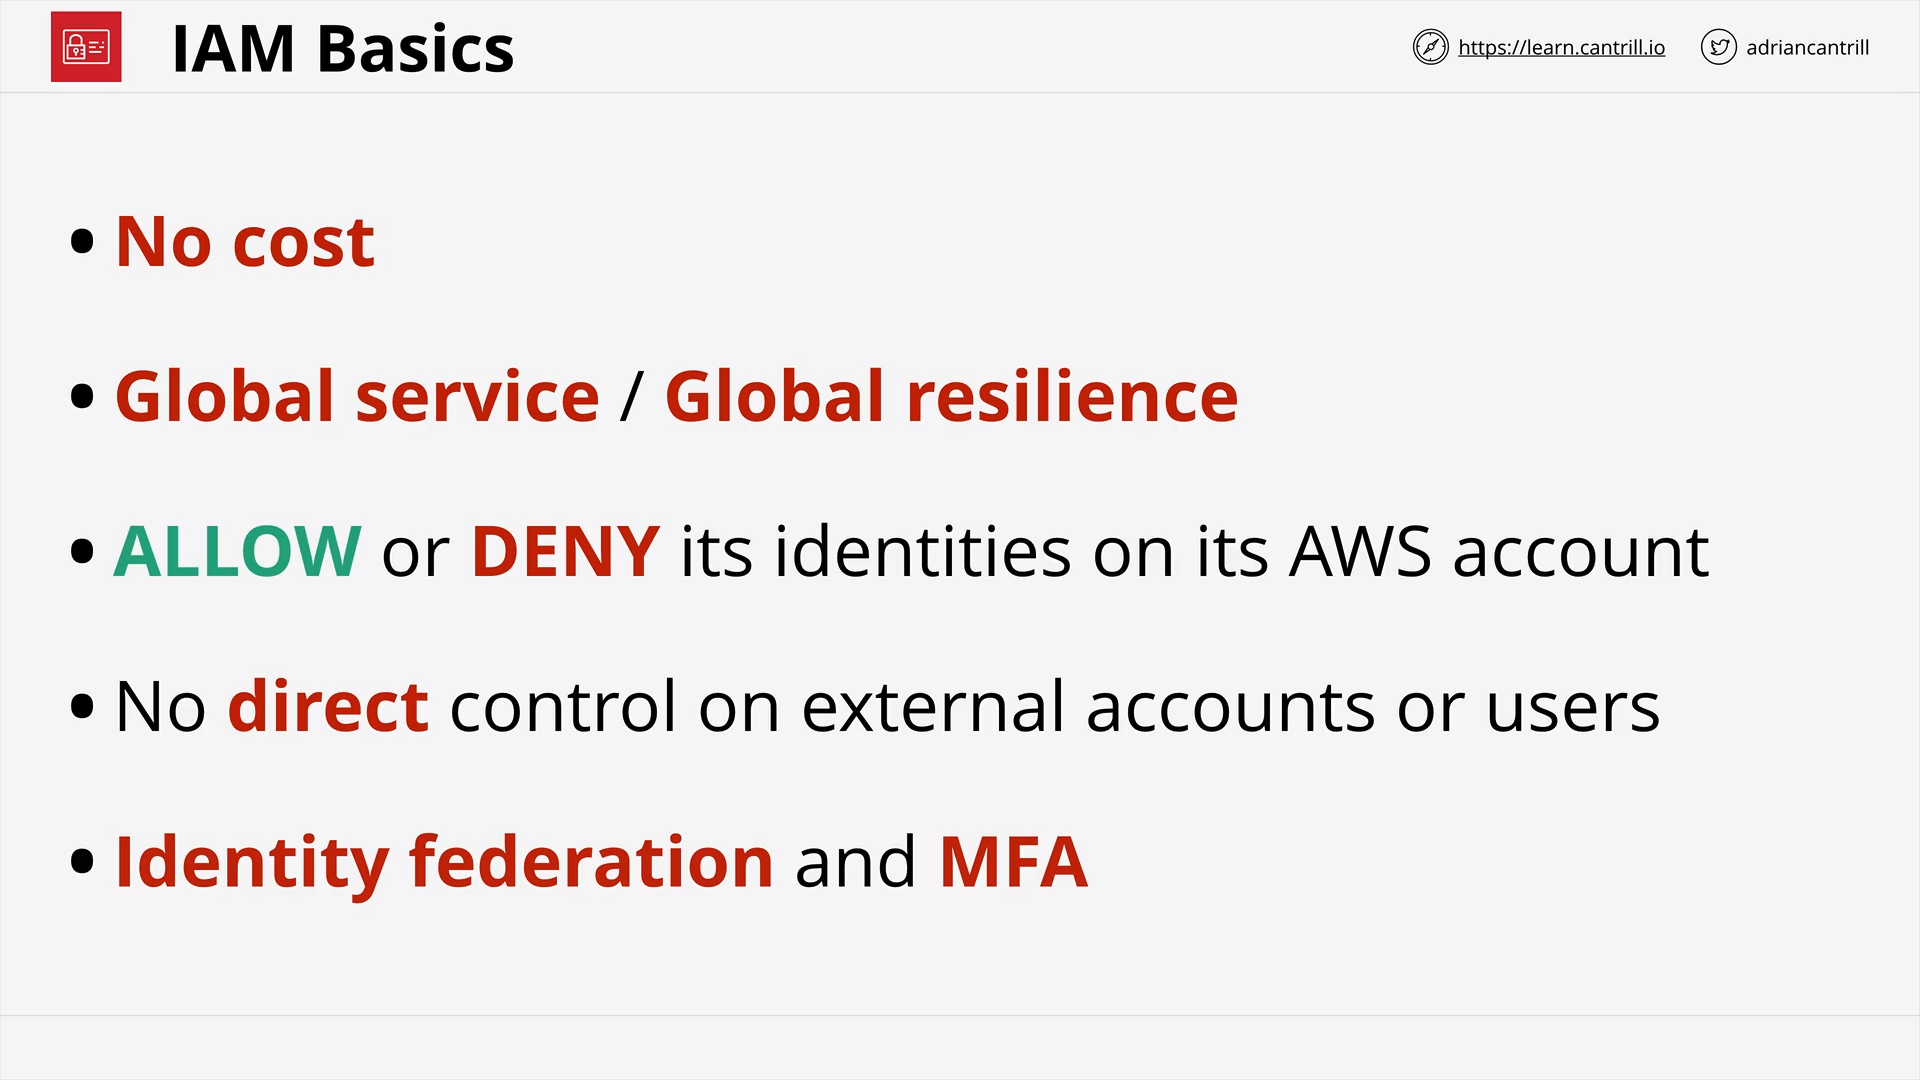 IAM Basics
https://learn.cantrill.io
adriancantrill
• No cost
• Global service / Global resilience
• ALLOW or DENY its identities on its AWS account
• No direct control on external accounts or users
• Identity federation and MFA